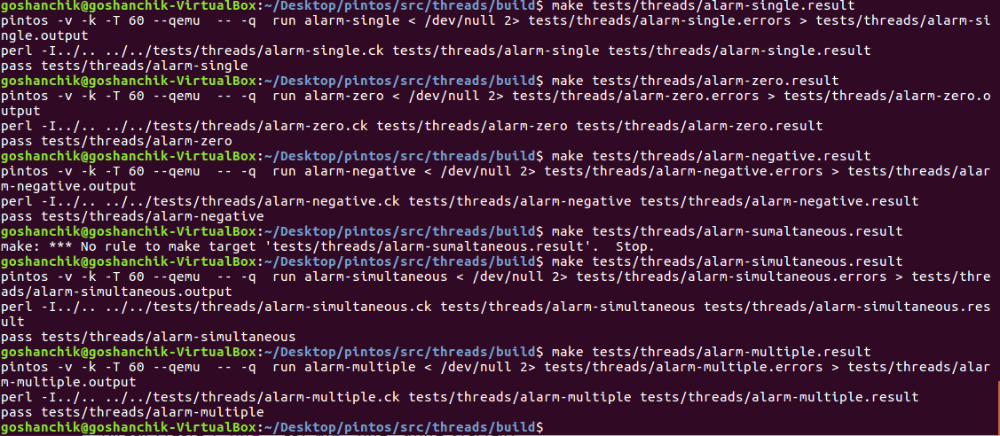 goshanchik@goshanchik-VirtualBox:~/Desktop/pintos/src/threads/build$ make tests/threads/alarm-single.result
pintos -v -k -T 60 --qemu  -- -q  run alarm-single < /dev/null 2> tests/threads/alarm-single.errors > tests/threads/alarm-si
ngle.output
perl -I../.. ../../tests/threads/alarm-single.ck tests/threads/alarm-single tests/threads/alarm-single.result
pass tests/threads/alarm-single
goshanchik@goshanchik-VirtualBox:~/Desktop/pintos/src/threads/build$ make tests/threads/alarm-zero.result
pintos -v -k -T 60 --qemu  -- -q  run alarm-zero < /dev/null 2> tests/threads/alarm-zero.errors > tests/threads/alarm-zero.o
utput
perl -I../.. ../../tests/threads/alarm-zero.ck tests/threads/alarm-zero tests/threads/alarm-zero.result
pass tests/threads/alarm-zero
goshanchik@goshanchik-VirtualBox:~/Desktop/pintos/src/threads/build$ make tests/threads/alarm-negative.result
pintos -v -k -T 60 --qemu  -- -q  run alarm-negative < /dev/null 2> tests/threads/alarm-negative.errors > tests/threads/alar
m-negative.output
perl -I../.. ../../tests/threads/alarm-negative.ck tests/threads/alarm-negative tests/threads/alarm-negative.result
pass tests/threads/alarm-negative
goshanchik@goshanchik-VirtualBox:~/Desktop/pintos/src/threads/build$ make tests/threads/alarm-sumaltaneous.result
make: *** No rule to make target 'tests/threads/alarm-sumaltaneous.result'.  Stop.
goshanchik@goshanchik-VirtualBox:~/Desktop/pintos/src/threads/build$ make tests/threads/alarm-simultaneous.result
pintos -v -k -T 60 --qemu  -- -q  run alarm-simultaneous < /dev/null 2> tests/threads/alarm-simultaneous.errors > tests/thre
ads/alarm-simultaneous.output
perl -I../.. ../../tests/threads/alarm-simultaneous.ck tests/threads/alarm-simultaneous tests/threads/alarm-simultaneous.res
ult
pass tests/threads/alarm-simultaneous
goshanchik@goshanchik-VirtualBox:~/Desktop/pintos/src/threads/build$ make tests/threads/alarm-multiple.result
pintos -v -k -T 60 --qemu  -- -q  run alarm-multiple < /dev/null 2> tests/threads/alarm-multiple.errors > tests/threads/alar
m-multiple.output
perl -I../.. ../../tests/threads/alarm-multiple.ck tests/threads/alarm-multiple tests/threads/alarm-multiple.result
pass tests/threads/alarm-multiple
goshanchik@goshanchik-VirtualBox:~/Desktop/pintos/src/threads/build$